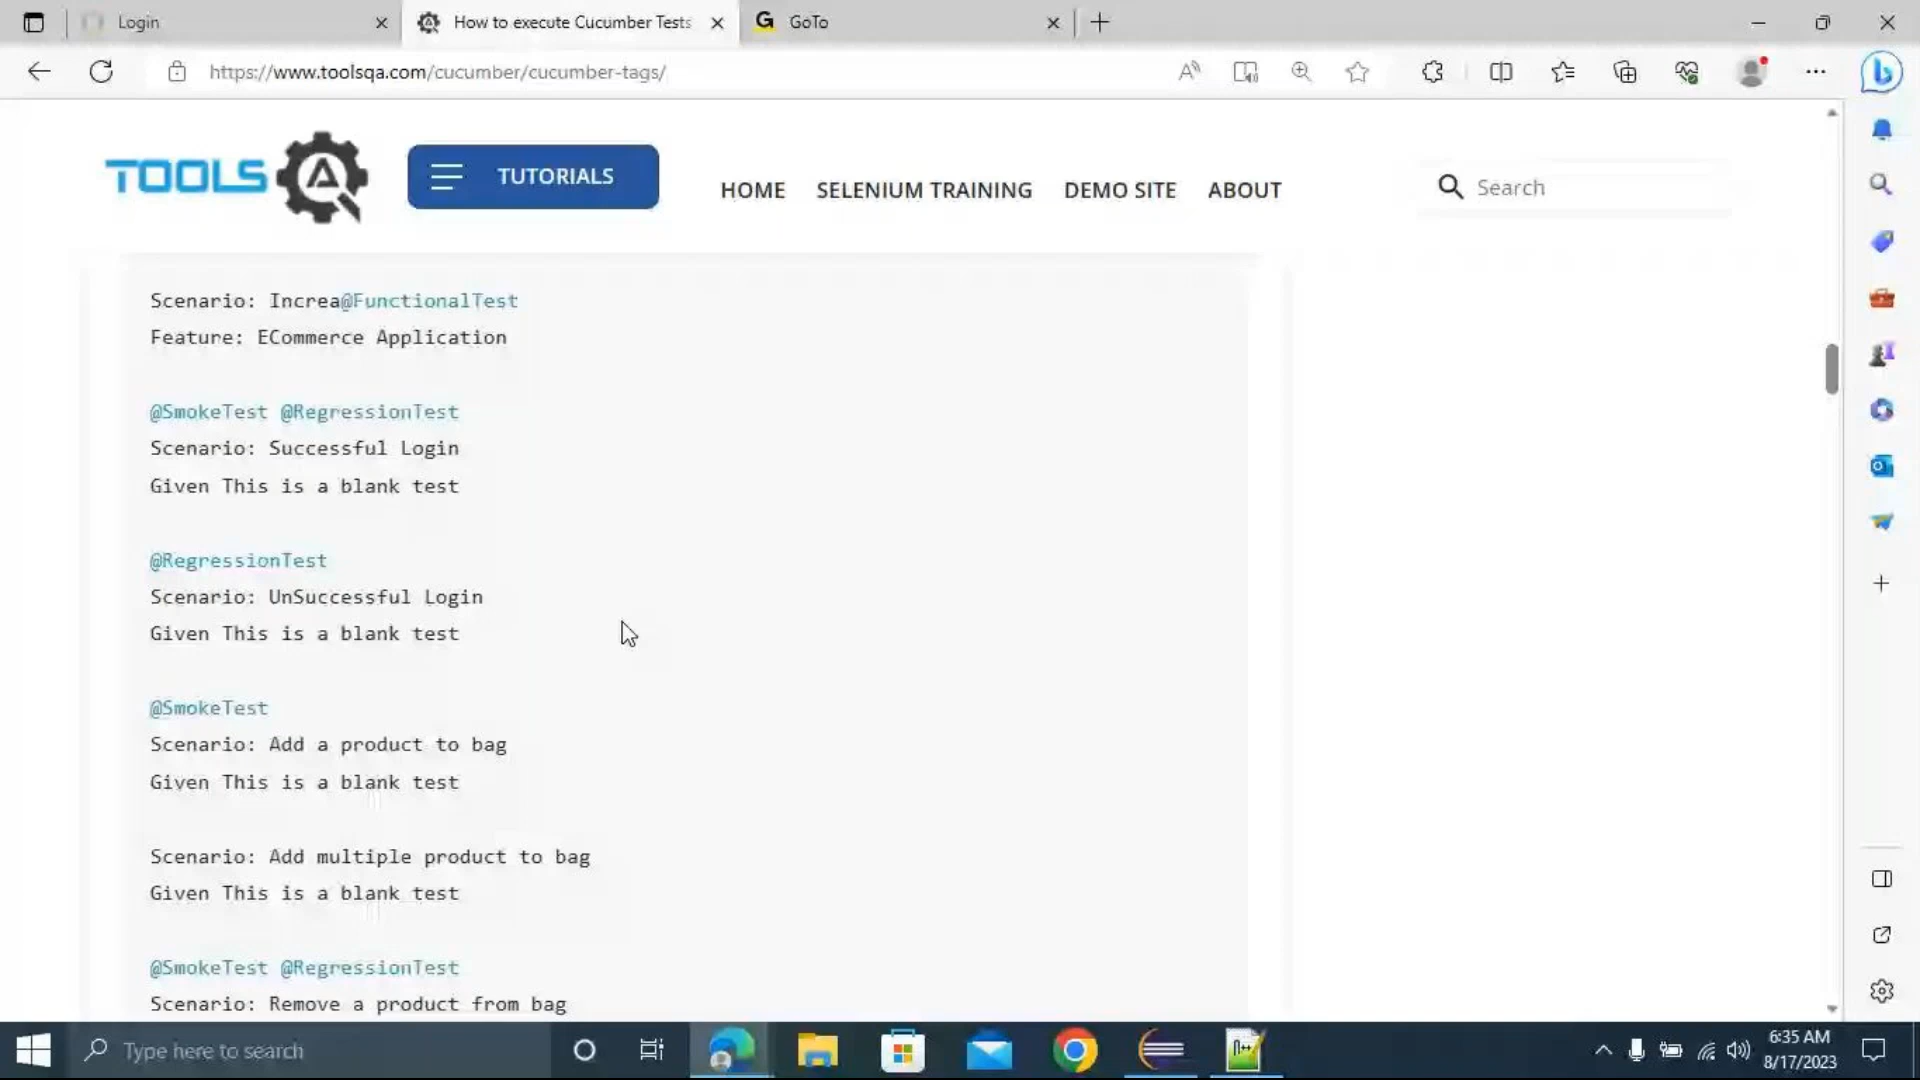 Login
How to execute Cucumber Tests
GoTo
https://www.toolsqa.com/cucumber/cucumber-tags/
TOOLS
TUTORIALS
HOME
SELENIUM TRAINING
DEMO SITE
ABOUT
Search
Scenario: Increa@FunctionalTest
Feature: ECommerce Application
@SmokeTest @RegressionTest
Scenario: Successful Login
Given This is a blank test
@RegressionTest
Scenario: UnSuccessful Login
Given This is a blank test
@SmokeTest
Scenario: Add a product to bag
Given This is a blank test
Scenario: Add multiple product to bag
Given This is a blank test
@SmokeTest @RegressionTest
Scenario: Remove a product from bag
Type here to search
6:35 AM
8/17/2023